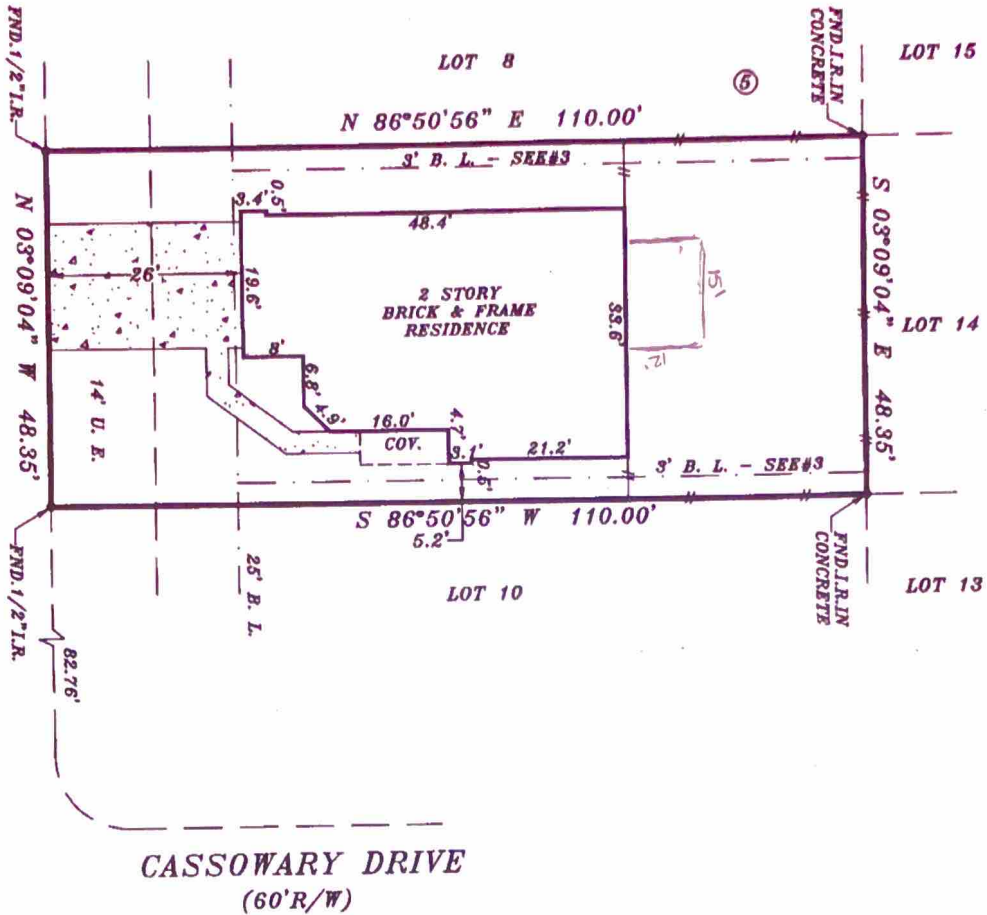 FND.1/2"I.R.
LOT 8
⑤
FND.I.R.IN
CONCRETE
LOT 15
N 86°50'56" E 110.00'
3' B. L. - SEE#3
3.4'
0.5'
48.4'
N 03°09'04" W 48.35'
26'
19.6'
2 STORY
BRICK & FRAME
RESIDENCE
33.6'
15'
12'
S 03°09'04" E 48.35'
LOT 14
8'
6.8'
4.9'
14' U. E.
16.0'
COV.
4.7'
3.1'
0.5'
21.2'
3' B. L. - SEE#3
S 86°50'56" W 110.00'
5.2'
FND.1/2"I.R.
25' B. L.
LOT 10
FND.I.R.IN
CONCRETE
LOT 13
82.76'
CASSOWARY DRIVE
(60'R/W)